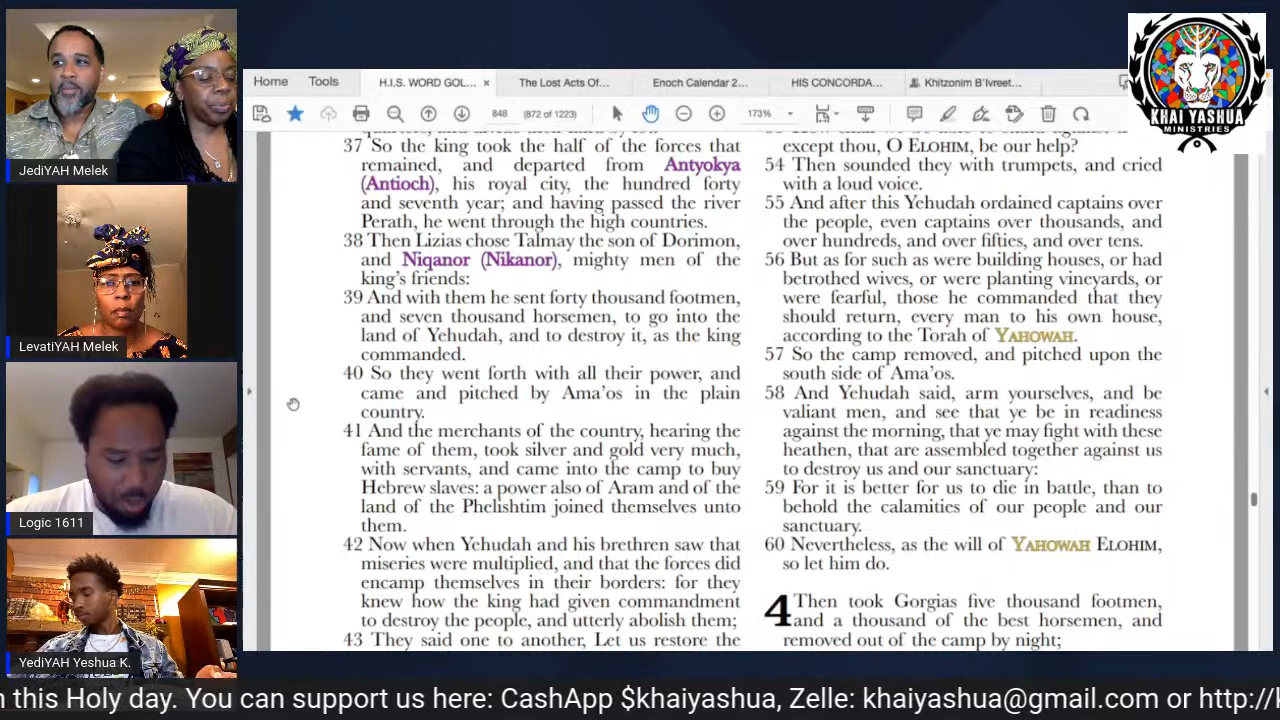 JediYAH Melek
LevatiYAH Melek
Logic 1611
YediYAH Yeshua K.
Home
Tools
H.I.S. WORD GOL... ×
The Lost Acts Of...
Enoch Calendar 2...
HIS CONCORDA...
Khitzonim B'Ivreet...
848 (872 of 1223)
173%
37 So the king took the half of the forces that
remained, and departed from Antyokya
(Antioch), his royal city, the hundred forty
and seventh year; and having passed the river
Perath, he went through the high countries.
38 Then Lizias chose Talmay the son of Dorimon,
and Niqanor (Nikanor), mighty men of the
king's friends:
39 And with them he sent forty thousand footmen,
and seven thousand horsemen, to go into the
land of Yehudah, and to destroy it, as the king
commanded.
40 So they went forth with all their power, and
came and pitched by Ama'os in the plain
country.
41 And the merchants of the country, hearing the
fame of them, took silver and gold very much,
with servants, and came into the camp to buy
Hebrew slaves: a power also of Aram and of the
land of the Phelishtim joined themselves unto
them.
42 Now when Yehudah and his brethren saw that
miseries were multiplied, and that the forces did
encamp themselves in their borders: for they
knew how the king had given commandment
to destroy the people, and utterly abolish them;
43 They said one to another, Let us restore the
except thou, O ELOHIM, be our help?
54 Then sounded they with trumpets, and cried
with a loud voice.
55 And after this Yehudah ordained captains over
the people, even captains over thousands, and
over hundreds, and over fifties, and over tens.
56 But as for such as were building houses, or had
betrothed wives, or were planting vineyards, or
were fearful, those he commanded that they
should return, every man to his own house,
according to the Torah of YAHOWAH.
57 So the camp removed, and pitched upon the
south side of Ama'os.
58 And Yehudah said, arm yourselves, and be
valiant men, and see that ye be in readiness
against the morning, that ye may fight with these
heathen, that are assembled together against us
to destroy us and our sanctuary:
59 For it is better for us to die in battle, than to
behold the calamities of our people and our
sanctuary.
60 Nevertheless, as the will of YAHOWAH ELOHIM,
so let him do.
4 Then took Gorgias five thousand footmen,
and a thousand of the best horsemen, and
removed out of the camp by night;
KHAI YASHUA
MINISTRIES
n this Holy day. You can support us here: CashApp $khaiyashua, Zelle: khaiyashua@gmail.com or http://